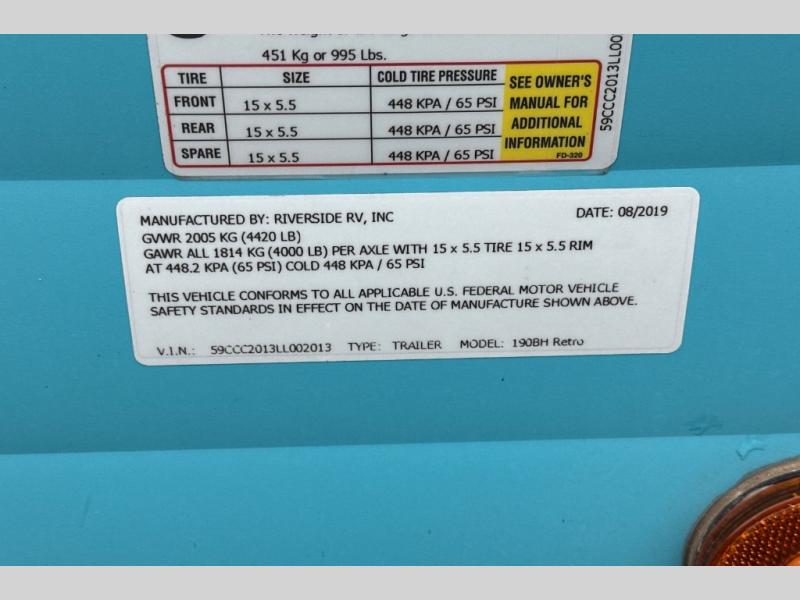 451 Kg or 995 Lbs.
TIRE SIZE COLD TIRE PRESSURE
FRONT 15 x 5.5 448 KPA / 65 PSI
REAR 15 x 5.5 448 KPA / 65 PSI
SPARE 15 x 5.5 448 KPA / 65 PSI
SEE OWNER'S
MANUAL FOR
ADDITIONAL
INFORMATION
FD-320
59CCC2013LL00
MANUFACTURED BY: RIVERSIDE RV, INC DATE: 08/2019
GVWR 2005 KG (4420 LB)
GAWR ALL 1814 KG (4000 LB) PER AXLE WITH 15 x 5.5 TIRE 15 x 5.5 RIM
AT 448.2 KPA (65 PSI) COLD 448 KPA / 65 PSI
THIS VEHICLE CONFORMS TO ALL APPLICABLE U.S. FEDERAL MOTOR VEHICLE
SAFETY STANDARDS IN EFFECT ON THE DATE OF MANUFACTURE SHOWN ABOVE.
V.I.N.: 59CCC2013LL002013 TYPE: TRAILER MODEL: 190BH Retro